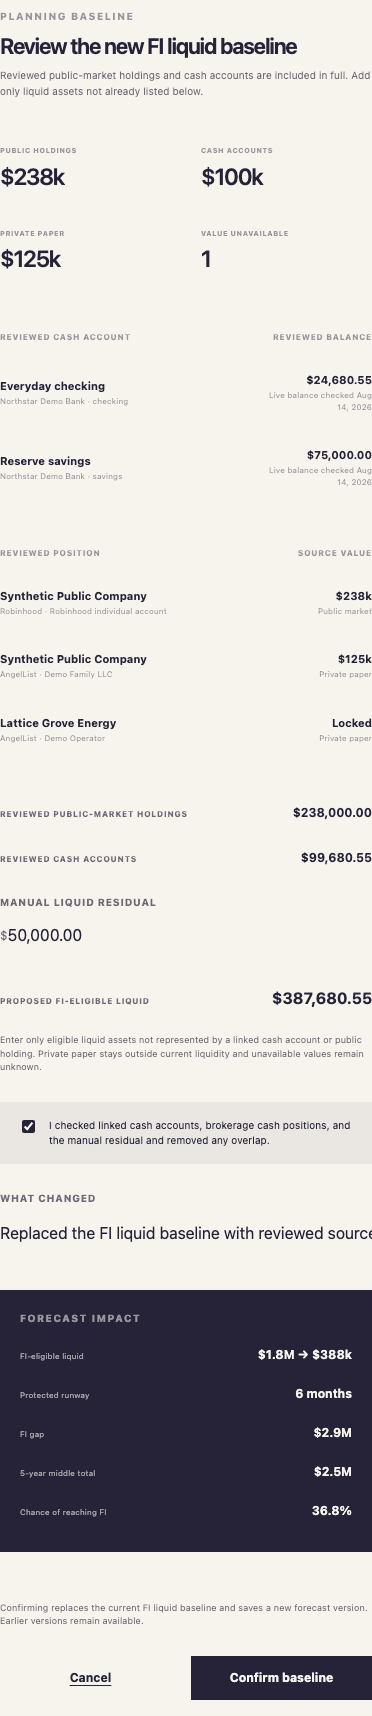 PLANNING BASELINE
Review the new FI liquid baseline
Reviewed public-market holdings and cash accounts are included in full. Add
only liquid assets not already listed below.
PUBLIC HOLDINGS
$238k
CASH ACCOUNTS
$100k
PRIVATE PAPER
$125k
VALUE UNAVAILABLE
1
REVIEWED CASH ACCOUNT
REVIEWED BALANCE
Everyday checking
Northstar Demo Bank · checking
$24,680.55
Live balance checked Aug
14, 2026
Reserve savings
Northstar Demo Bank · savings
$75,000.00
Live balance checked Aug
14, 2026
REVIEWED POSITION
SOURCE VALUE
Synthetic Public Company
Robinhood · Robinhood individual account
$238k
Public market
Synthetic Public Company
AngelList · Demo Family LLC
$125k
Private paper
Lattice Grove Energy
AngelList · Demo Operator
Locked
Private paper
REVIEWED PUBLIC-MARKET HOLDINGS
$238,000.00
REVIEWED CASH ACCOUNTS
$99,680.55
MANUAL LIQUID RESIDUAL
$50,000.00
PROPOSED FI-ELIGIBLE LIQUID
$387,680.55
Enter only eligible liquid assets not represented by a linked cash account or public
holding. Private paper stays outside current liquidity and unavailable values remain
unknown.
I checked linked cash accounts, brokerage cash positions, and
the manual residual and removed any overlap.
WHAT CHANGED
Replaced the FI liquid baseline with reviewed source
FORECAST IMPACT
FI-eligible liquid
$1.8M → $388k
Protected runway
6 months
FI gap
$2.9M
5-year middle total
$2.5M
Chance of reaching FI
36.8%
Confirming replaces the current FI liquid baseline and saves a new forecast version.
Earlier versions remain available.
Cancel
Confirm baseline